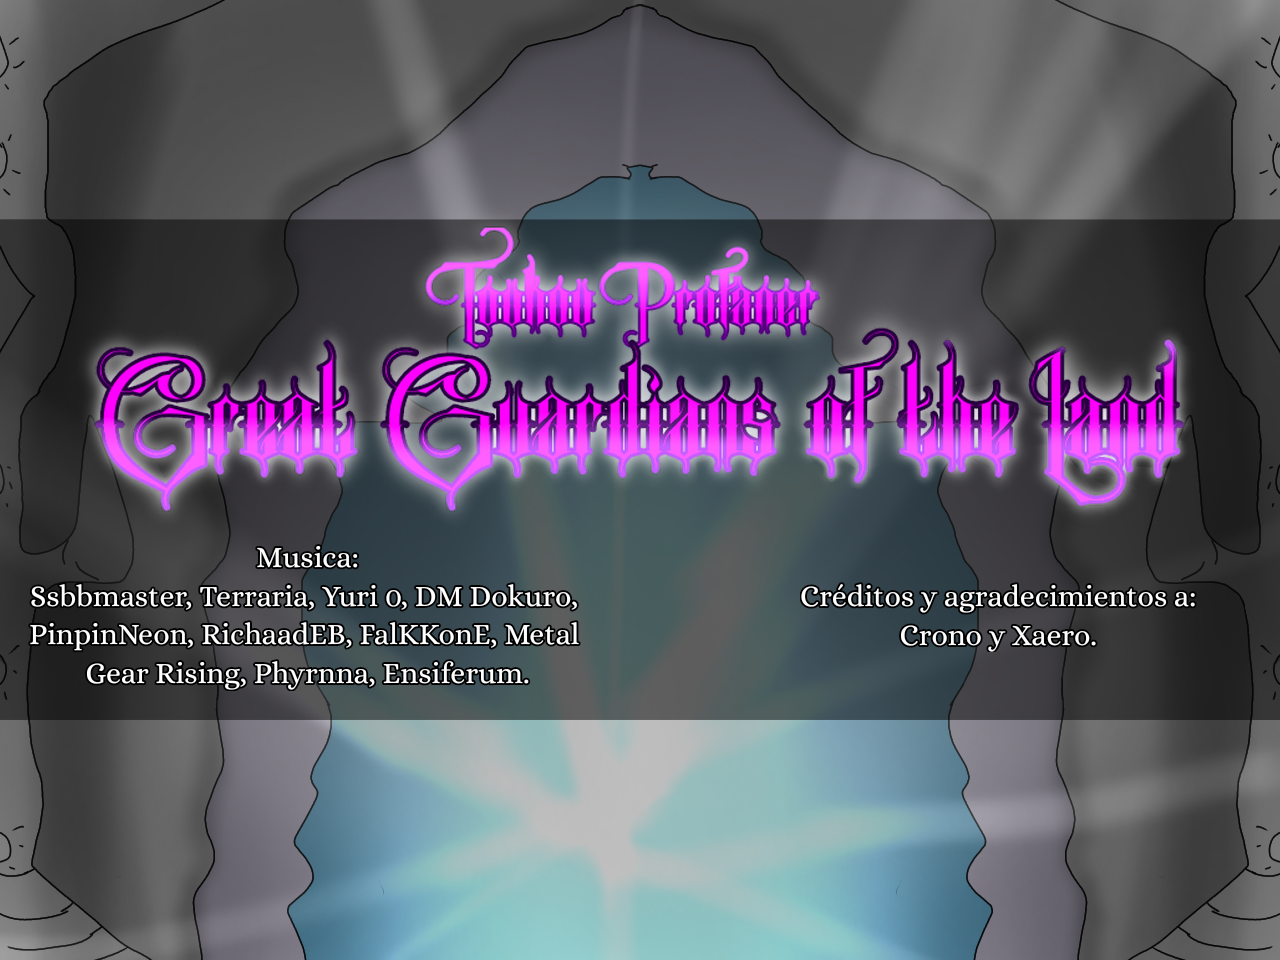 Touhou Profaner
Great Guardians of the Land
Musica:
Ssbbmaster, Terraria, Yuri 0, DM Dokuro,
PinpinNeon, RichaadEB, FalKKonE, Metal
Gear Rising, Phyrnna, Ensiferum.
Créditos y agradecimientos a:
Crono y Xaero.